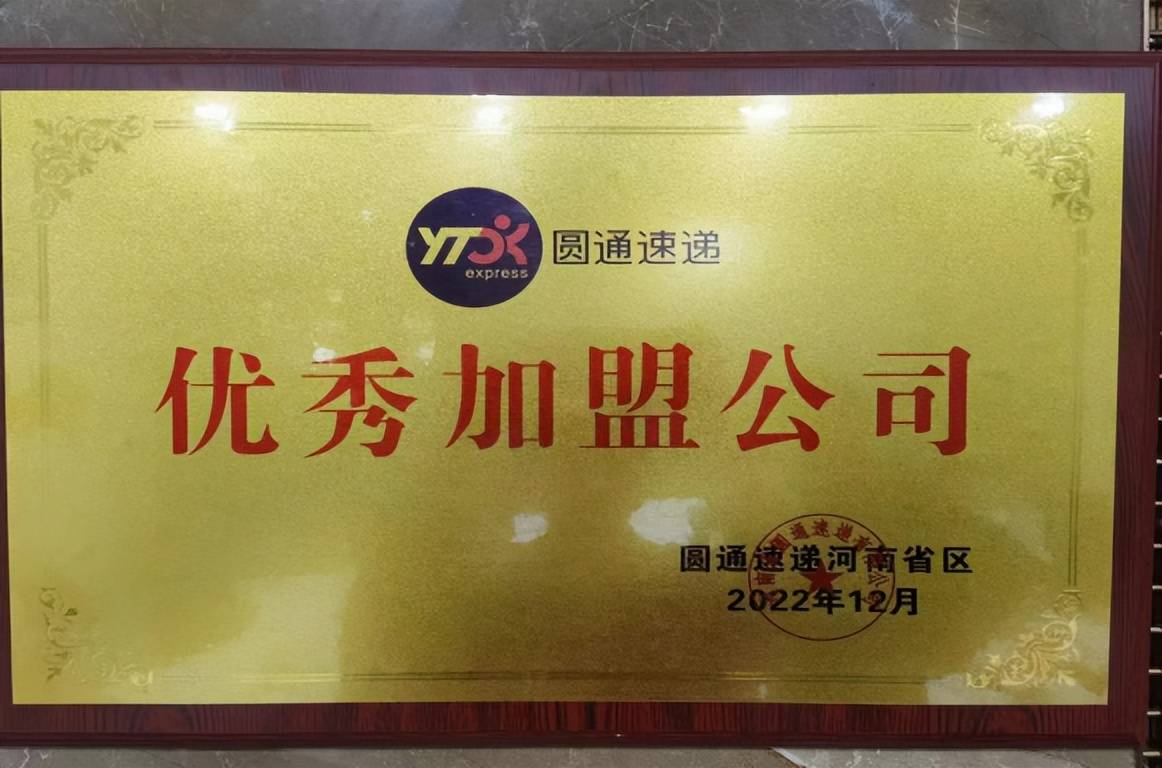 YTO
express
圆通速递
优秀加盟公司
圆通速递河南省区
2022年12月